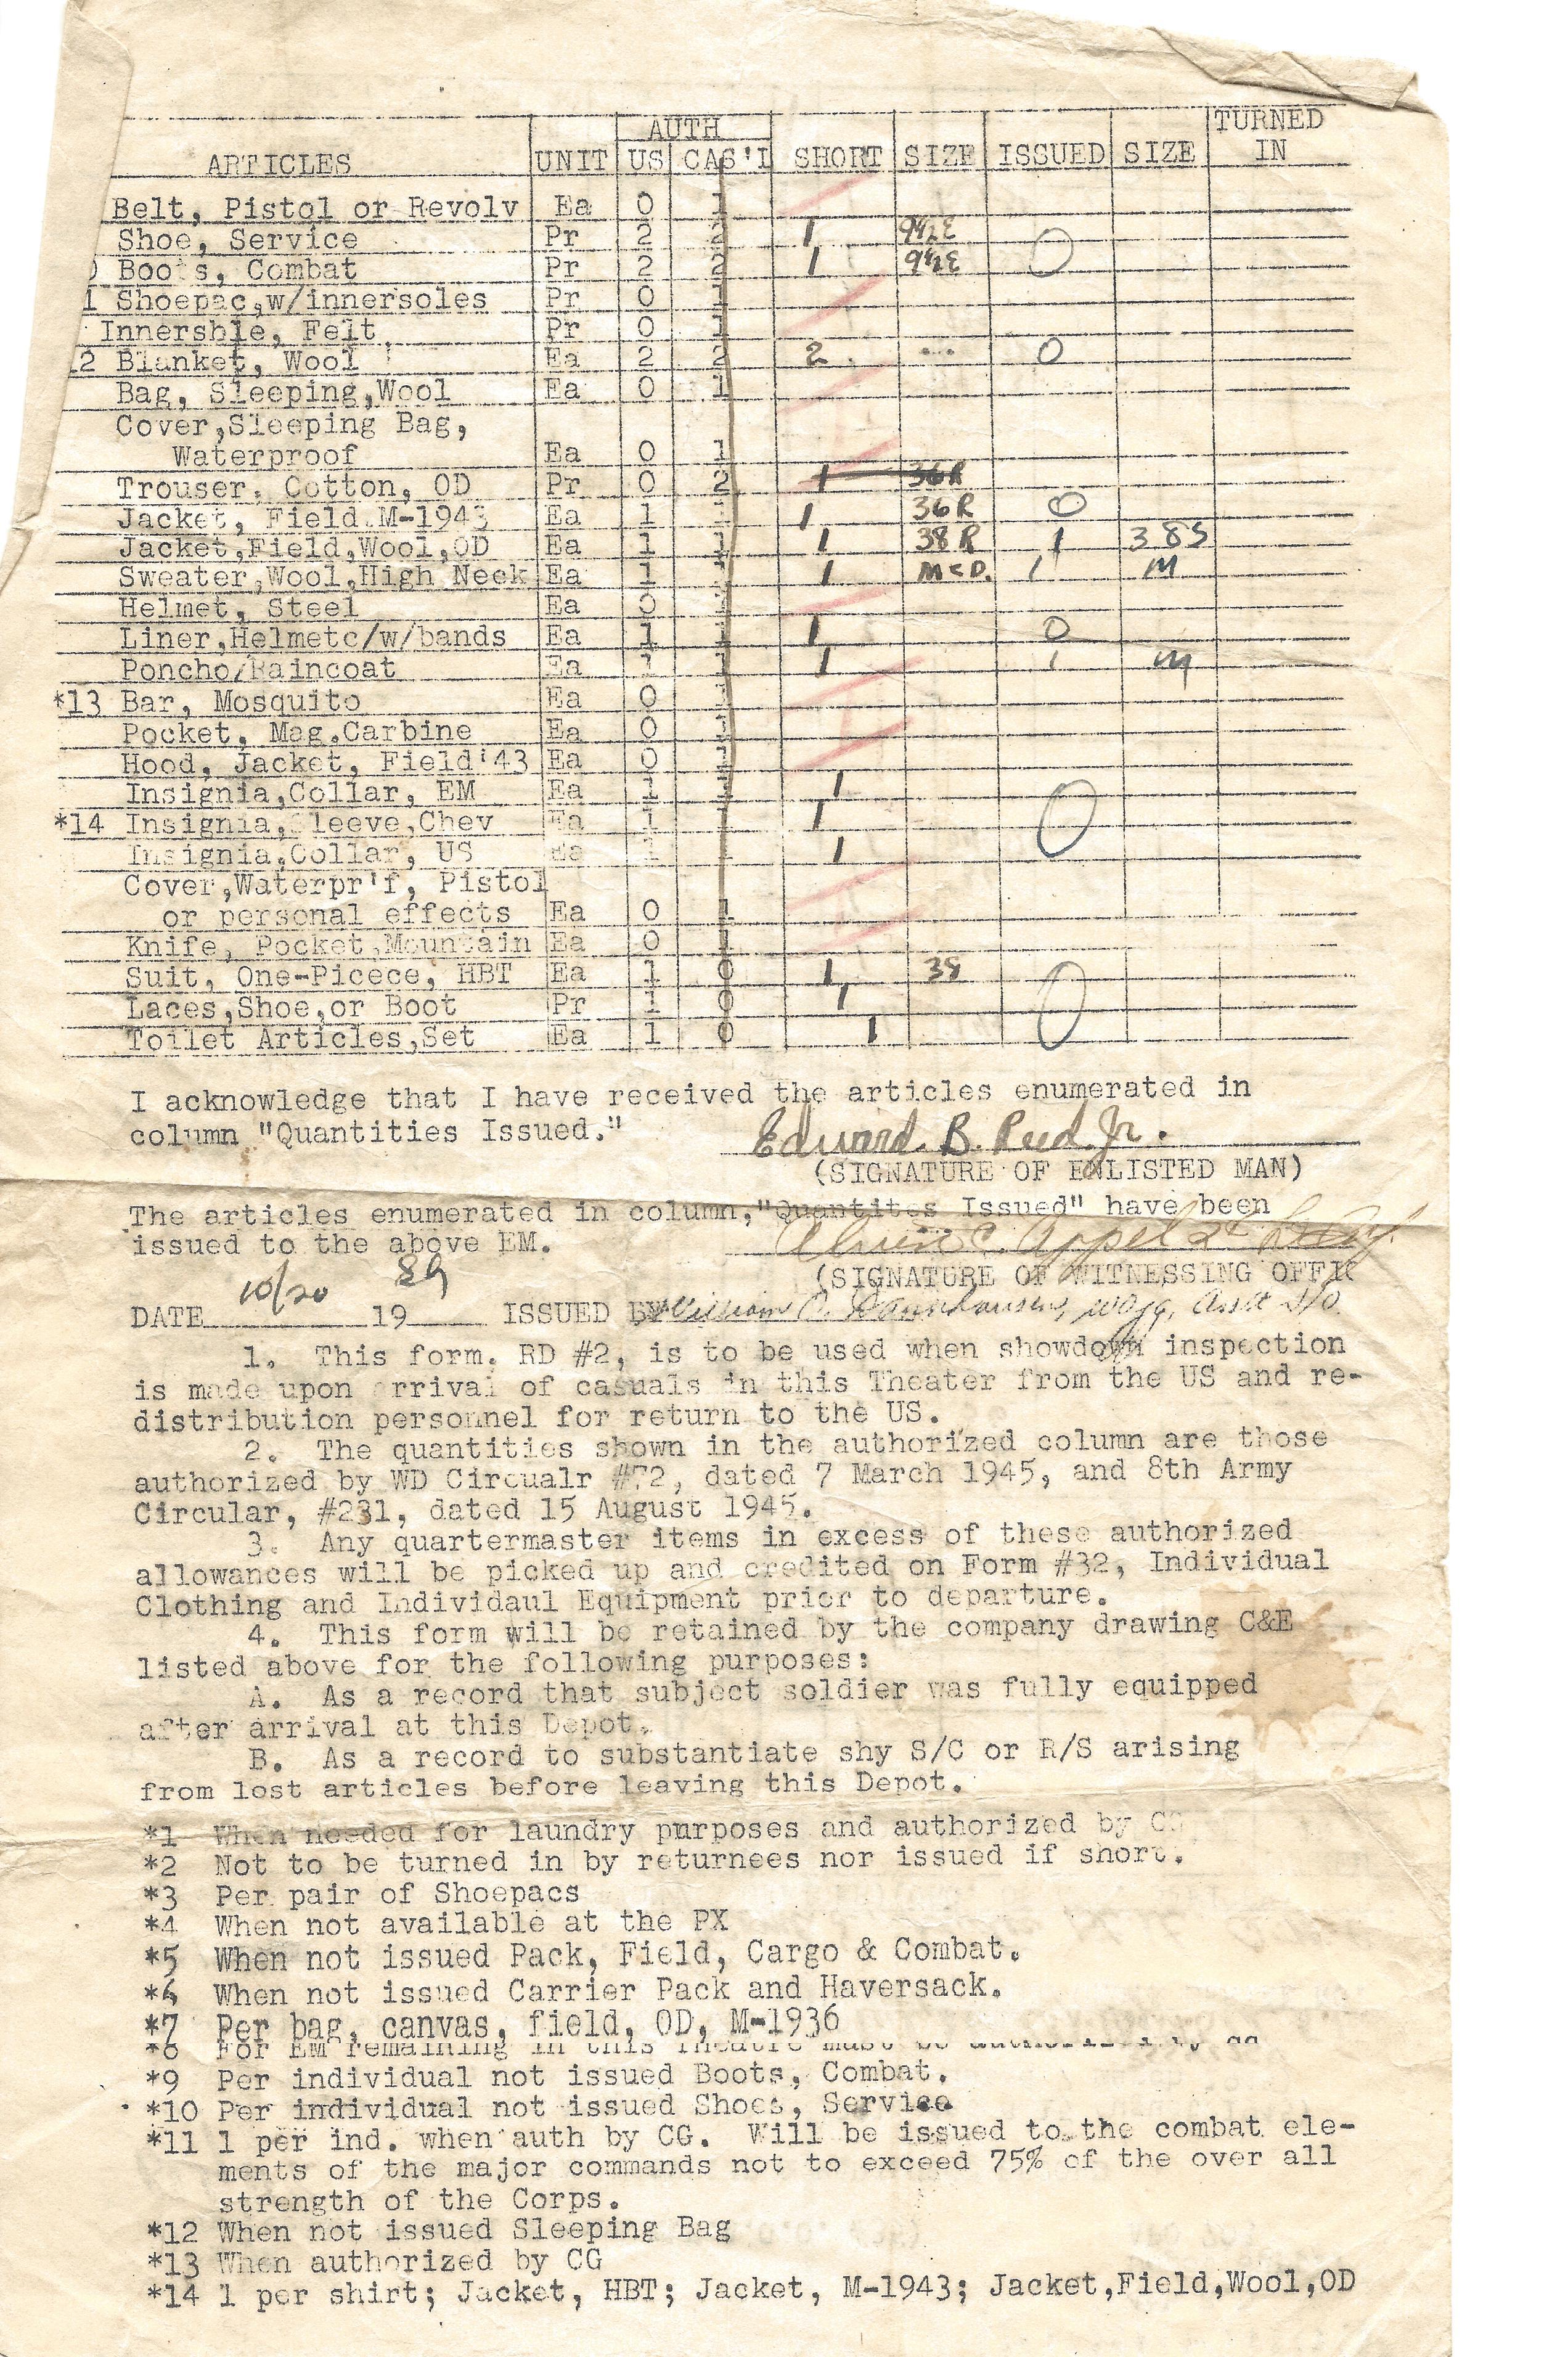 AUTH TURNED
ARTICLES UNIT US CAS'L SHORT SIZE ISSUED SIZE IN
Belt, Pistol or Revolv Ea 0 1
Shoe, Service Pr 2 2 1 9½E
) Boots, Combat Pr 2 2 1 9½E 0
1 Shoepac,w/innersoles Pr 0 1
Innersble, Felt Pr 0 1
12 Blanket, Wool Ea 2 2 2 ... 0
Bag, Sleeping,Wool Ea 0 1
Cover,Sleeping Bag,
Waterproof Ea 0 1
Trouser, Cotton, OD Pr 0 2 1 36R
Jacket, Field M-1943 Ea 1 1 1 36R 0
Jacket,Field,Wool,OD Ea 1 1 1 38R 1 38S
Sweater,Wool,High Neck Ea 1 1 1 MED. 1 M
Helmet, Steel Ea 0 1
Liner,Helmetc/w/bands Ea 1 1 1 0
Poncho/Raincoat Ea 1 1 1 1 M
*13 Bar, Mosquito Ea 0 1
Pocket, Mag.Carbine Ea 0 1
Hood, Jacket, Field'43 Ea 0 1
Insignia,Collar, EM Ea 1 1 1
*14 Insignia,Sleeve,Chev Ea 1 1 1 0
Insignia,Collar, US Ea 1 1 1
Cover,Waterpr'f, Pistol
or personal effects Ea 0 1
Knife, Pocket,Mountain Ea 0 1
Suit, One-Picece, HBT Ea 1 0 1 38
Laces,Shoe,or Boot Pr 1 0 1 0
Toilet Articles,Set Ea 1 0 1
I acknowledge that I have received the articles enumerated in
column "Quantities Issued."
Edward. B. Reed. Jr.
(SIGNATURE OF ENLISTED MAN)
The articles enumerated in column,"Quantites Issued" have been
issued to the above EM.
C. Appel 2d
(SIGNATURE OF WITNESSING OFFIC
10/20
DATE 19 ISSUED BY William C. WOJG, Asst S/O
1. This form. RD #2, is to be used when showdown inspection
is made upon arrival of casuals in this Theater from the US and re-
distribution personnel for return to the US.
2. The quantities shown in the authorized column are those
authorized by WD Circualr #72, dated 7 March 1945, and 8th Army
Circular, #231, dated 15 August 1945.
3. Any quartermaster items in excess of these authorized
allowances will be picked up and credited on Form #32, Individual
Clothing and Individaul Equipment prior to departure.
4. This form will be retained by the company drawing C&E
listed above for the following purposes:
A. As a record that subject soldier was fully equipped
after arrival at this Depot.
B. As a record to substantiate shy S/C or R/S arising
from lost articles before leaving this Depot.
*1 When needed for laundry purposes and authorized by CG
*2 Not to be turned in by returnees nor issued if short.
*3 Per pair of Shoepacs
*4 When not available at the PX
*5 When not issued Pack, Field, Cargo & Combat.
*6 When not issued Carrier Pack and Haversack.
*7 Per bag, canvas, field, OD, M-1936
*8 For EM remaining in this Theatre must be authorized by CG
*9 Per individual not issued Boots, Combat.
*10 Per individual not issued Shoes, Service
*11 1 per ind. when auth by CG. Will be issued to the combat ele-
ments of the major commands not to exceed 75% of the over all
strength of the Corps.
*12 When not issued Sleeping Bag
*13 When authorized by CG
*14 1 per shirt; Jacket, HBT; Jacket, M-1943; Jacket,Field,Wool,OD